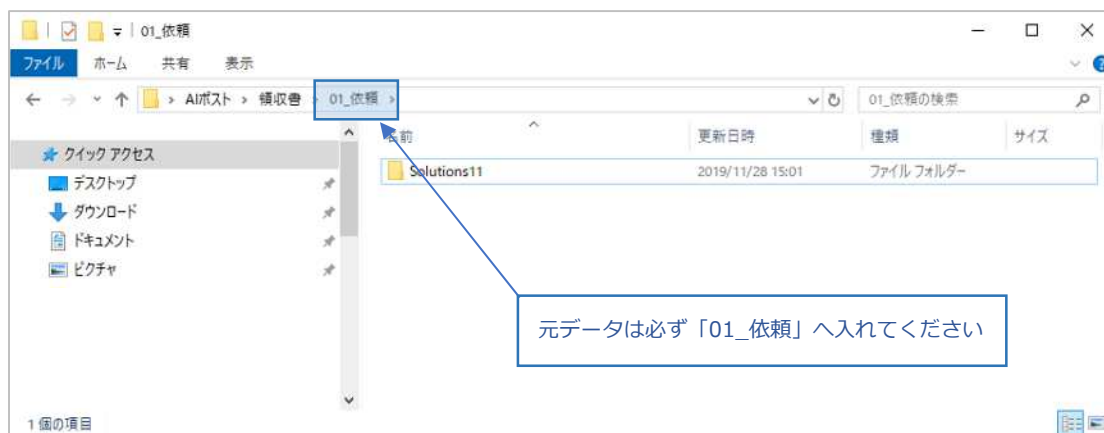 01_依頼
ファイル ホーム 共有 表示
AIポスト › 領収書 › 01_依頼 › 01_依頼の検索
名前 更新日時 種類 サイズ
クイック アクセス
Solutions11 2019/11/28 15:01 ファイル フォルダー
デスクトップ
ダウンロード
ドキュメント
ピクチャ
元データは必ず「01_依頼」へ入れてください
1 個の項目